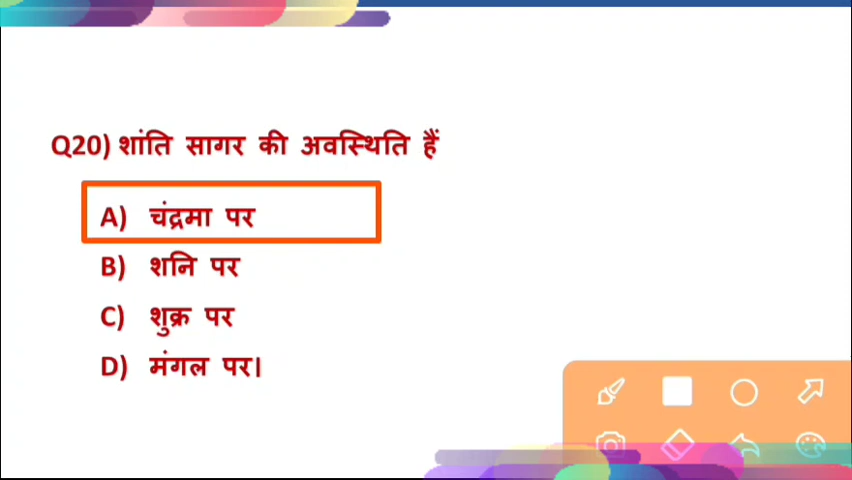 Q20) शांति सागर की अवस्थिति हैं
A) चंद्रमा पर
B) शनि पर
C) शुक्र पर
D) मंगल पर।